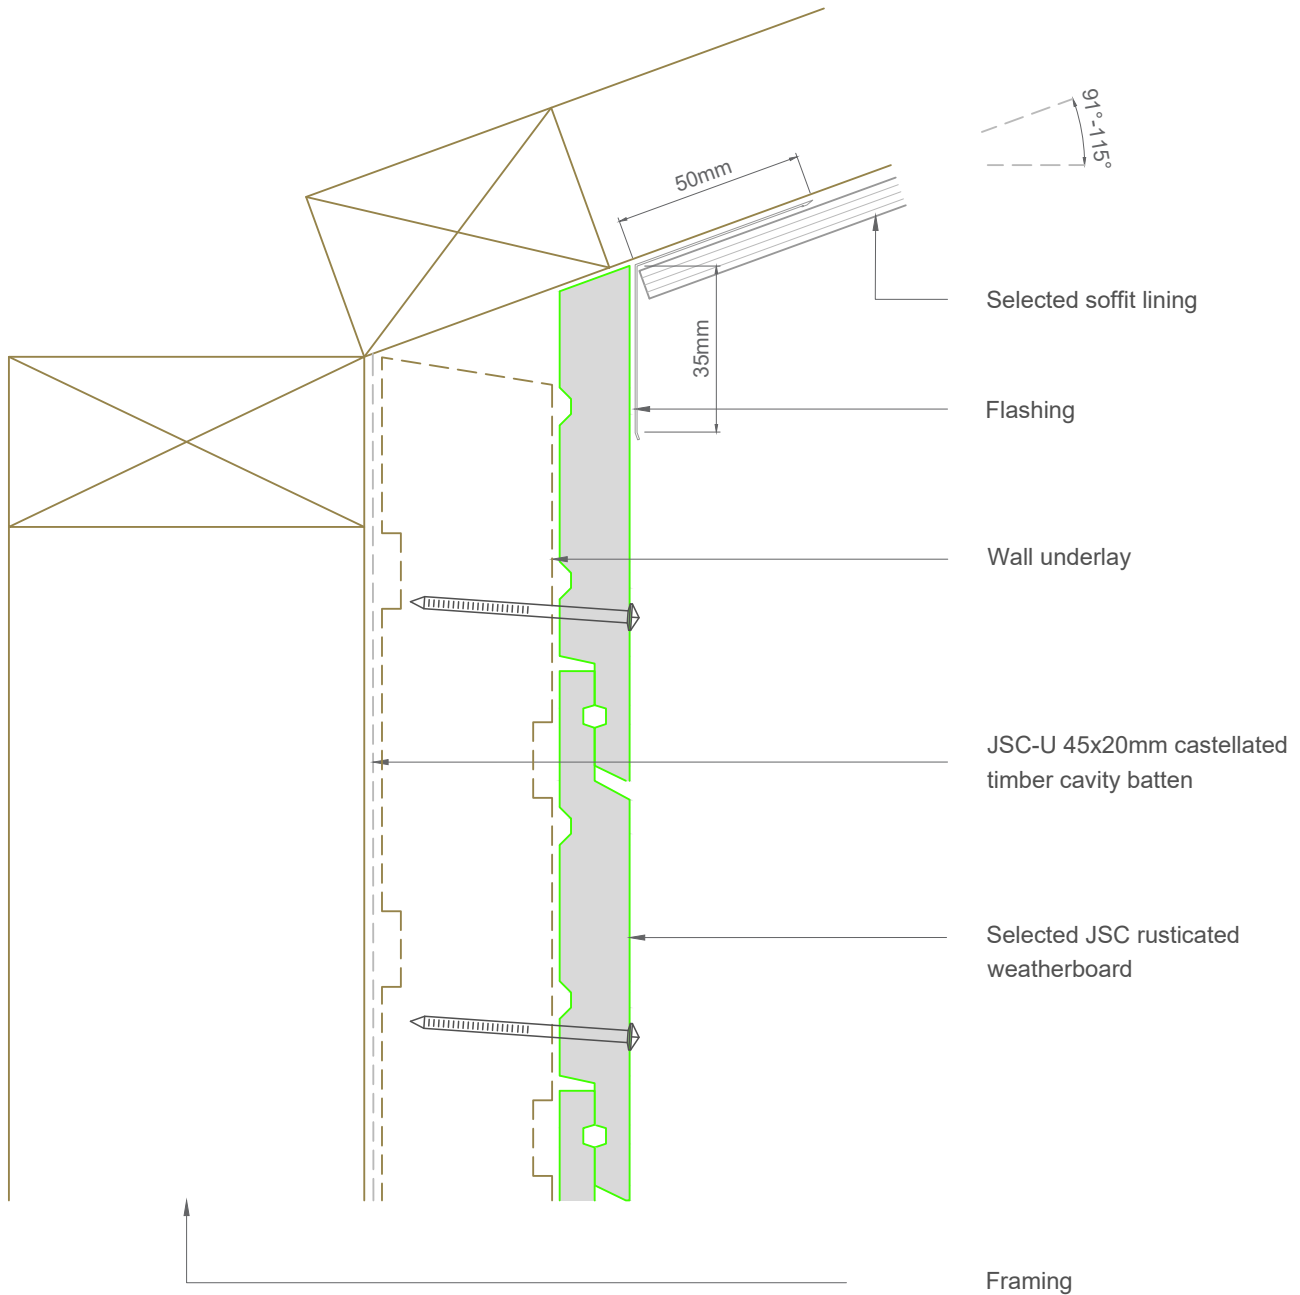 91°-115°
50mm
Selected soffit lining
35mm
Flashing
Wall underlay
JSC-U 45x20mm castellated
timber cavity batten
Selected JSC rusticated
weatherboard
Framing